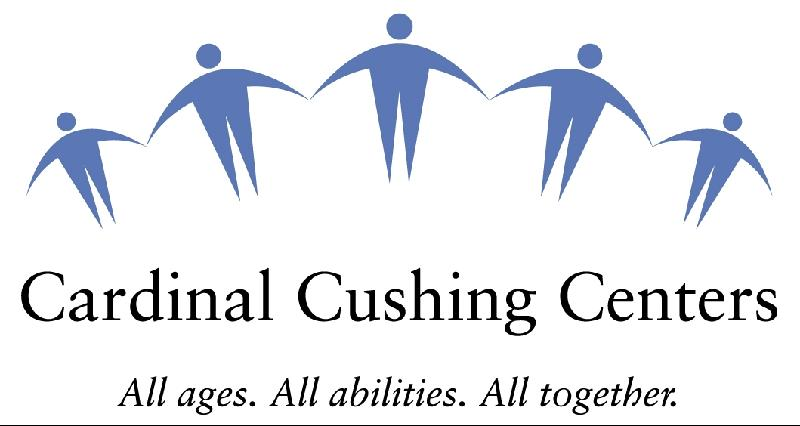 Cardinal Cushing Centers
All ages. All abilities. All together.